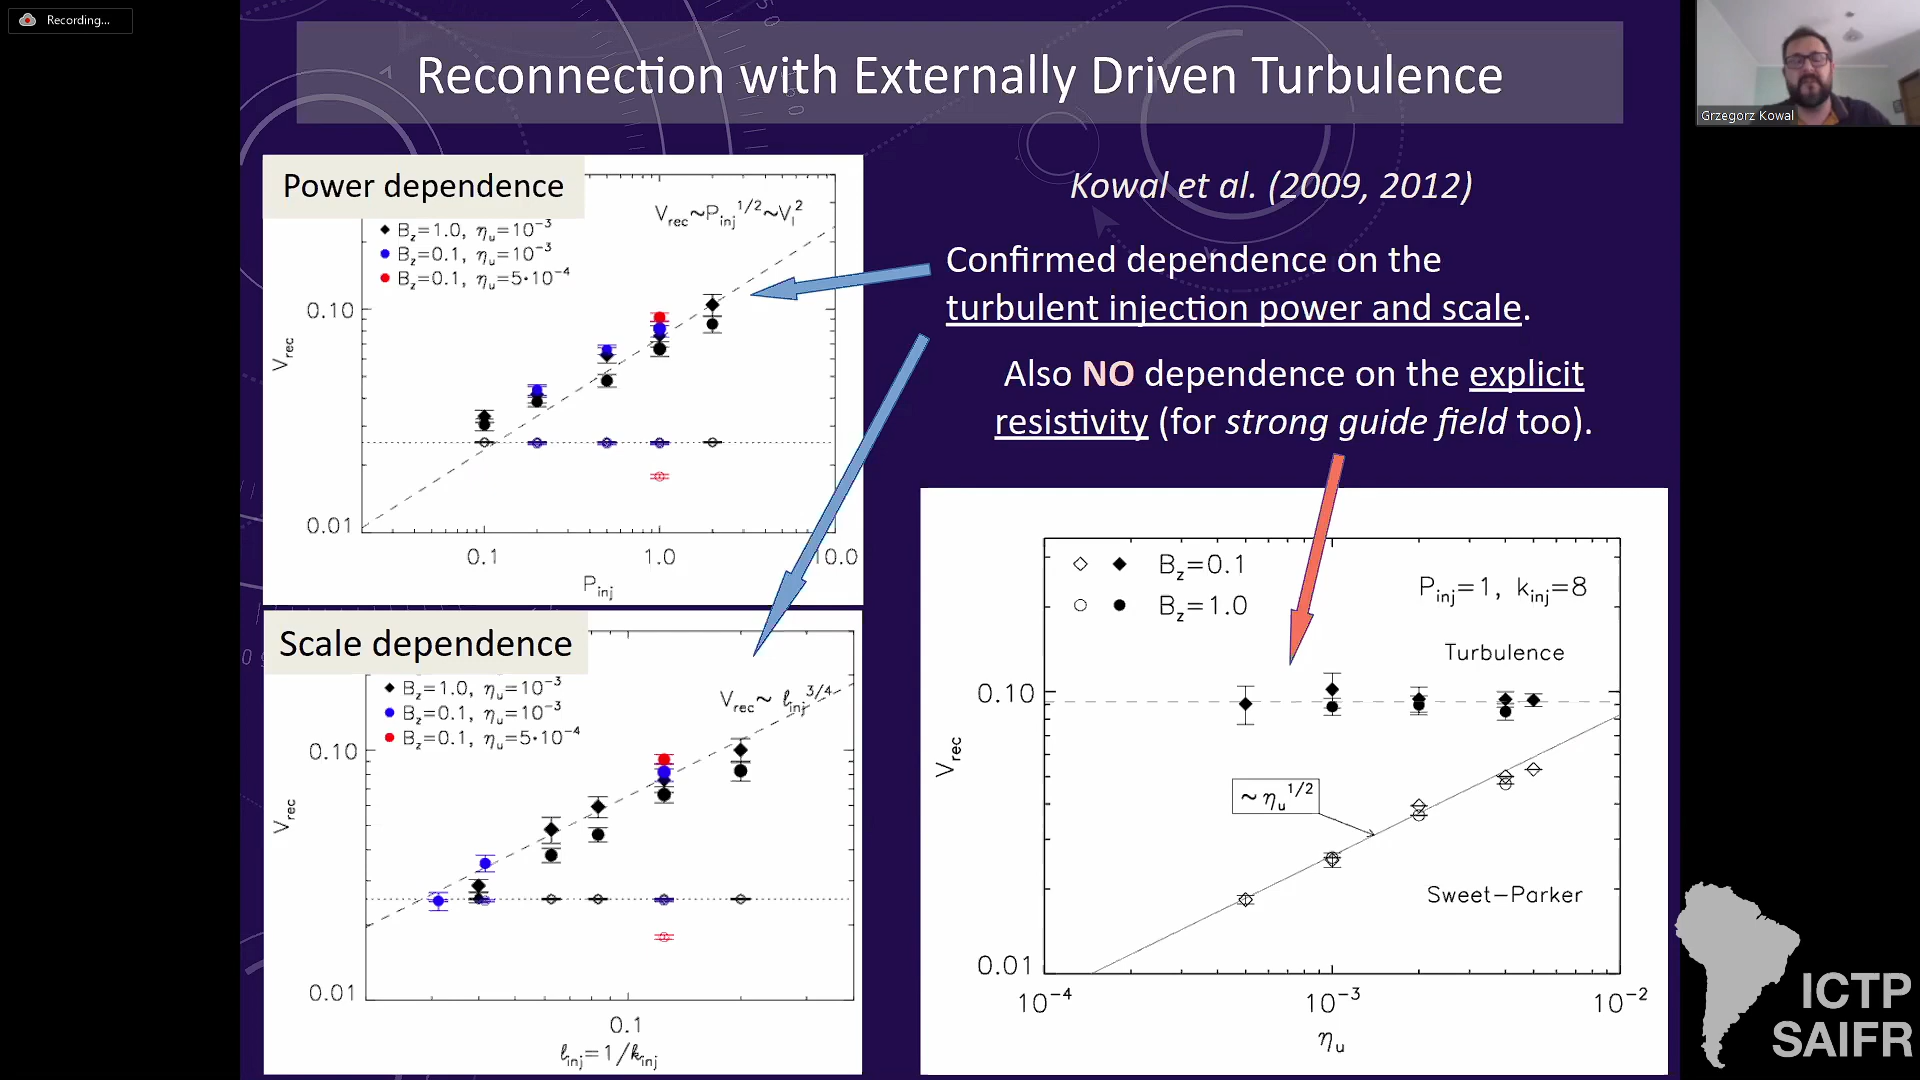 Recording...
Reconnection with Externally Driven Turbulence
Grzegorz Kowal
Power dependence
V_rec~P_inj^1/2~V_l^2
B_z=1.0, η_u=10^-3
B_z=0.1, η_u=10^-3
B_z=0.1, η_u=5·10^-4
0.10
0.01
V_rec
0.1 1.0 10.0
P_inj
Kowal et al. (2009, 2012)
Confirmed dependence on the
turbulent injection power and scale.
Also NO dependence on the explicit
resistivity (for strong guide field too).
Scale dependence
B_z=1.0, η_u=10^-3
B_z=0.1, η_u=10^-3
B_z=0.1, η_u=5·10^-4
V_rec~ ℓ_inj^3/4
0.10
0.01
V_rec
0.1
ℓ_inj=1/k_inj
B_z=0.1
B_z=1.0
P_inj=1, k_inj=8
Turbulence
0.10
V_rec
~ η_u^1/2
Sweet-Parker
0.01
10^-4 10^-3 10^-2
η_u
ICTP
SAIFR